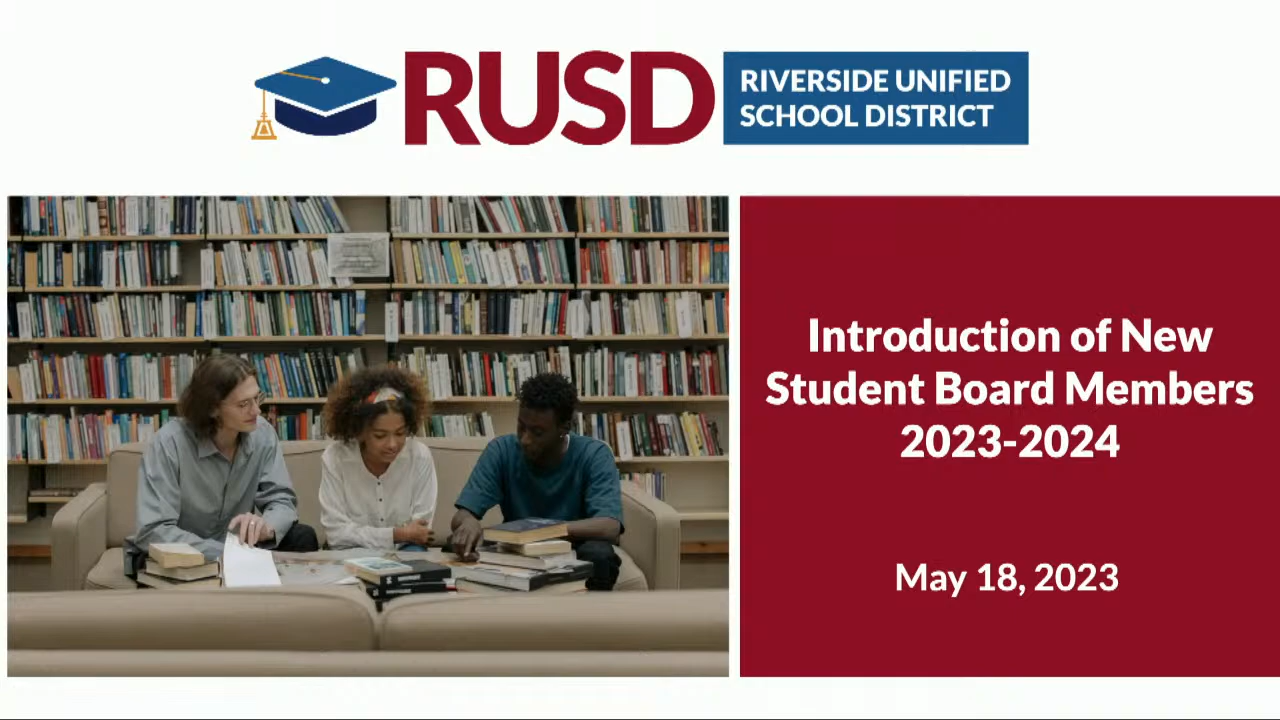 RUSD
RIVERSIDE UNIFIED
SCHOOL DISTRICT
Introduction of New
Student Board Members
2023-2024
May 18, 2023